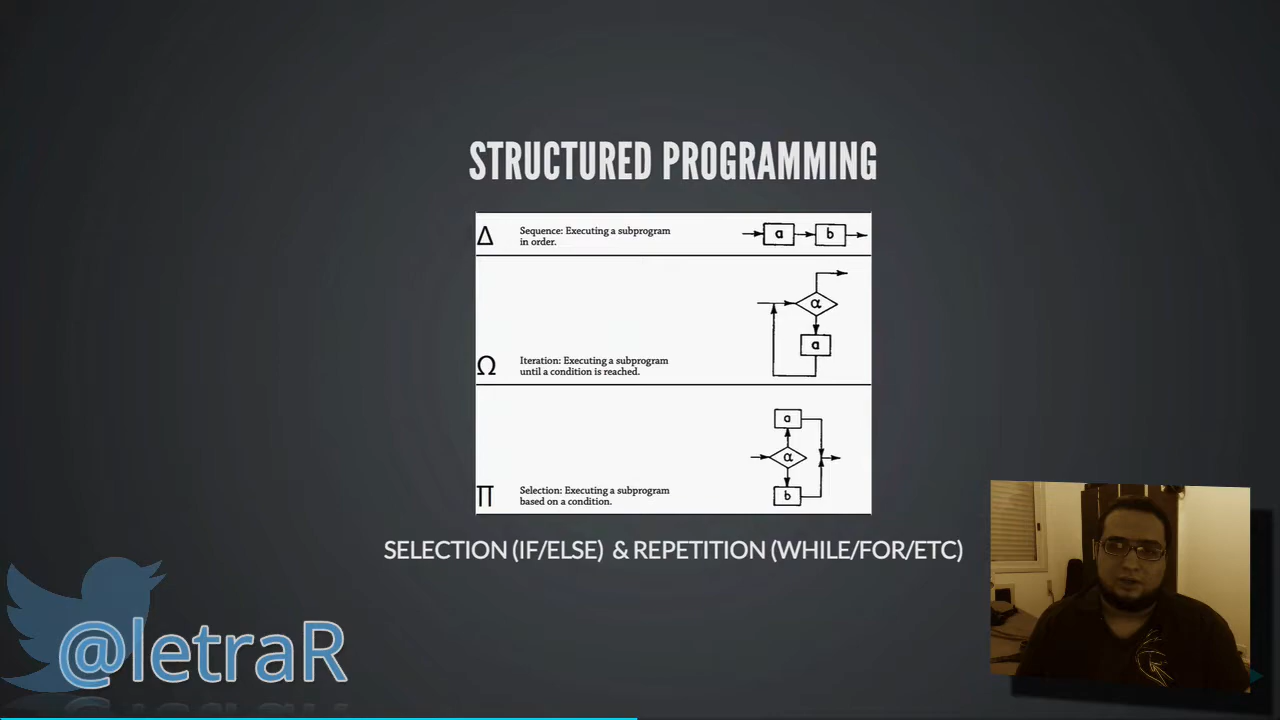 STRUCTURED PROGRAMMING
Δ
Sequence: Executing a subprogram
in order.
a
b
α
a
Ω
Iteration: Executing a subprogram
until a condition is reached.
a
α
b
Π
Selection: Executing a subprogram
based on a condition.
SELECTION (IF/ELSE) & REPETITION (WHILE/FOR/ETC)
@letraR